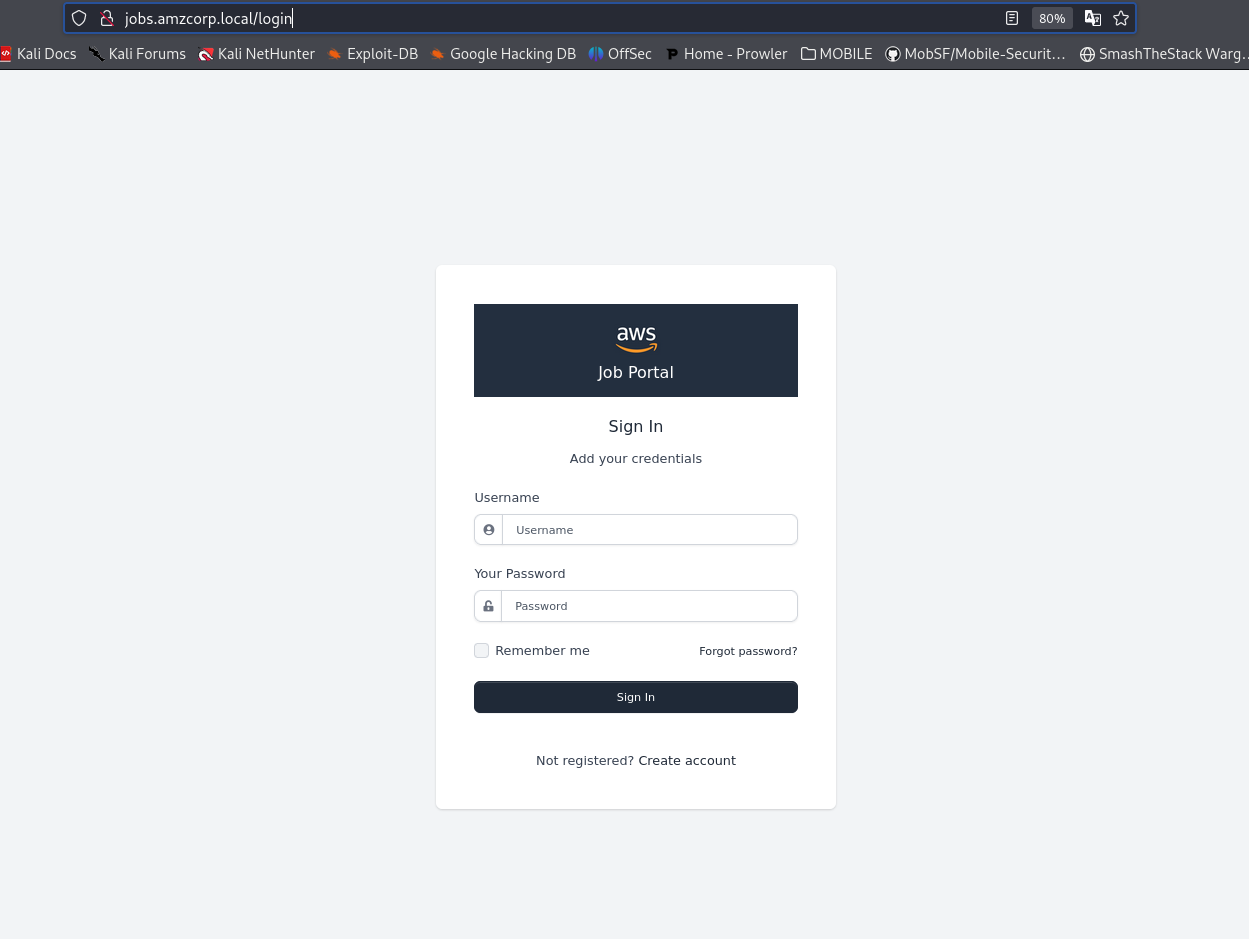 jobs.amzcorp.local/login 80%
Kali Docs Kali Forums Kali NetHunter Exploit-DB Google Hacking DB OffSec Home - Prowler MOBILE MobSF/Mobile-Securit… SmashTheStack Warg…
aws
Job Portal
Sign In
Add your credentials
Username
Username
Your Password
Password
Remember me Forgot password?
Sign In
Not registered? Create account